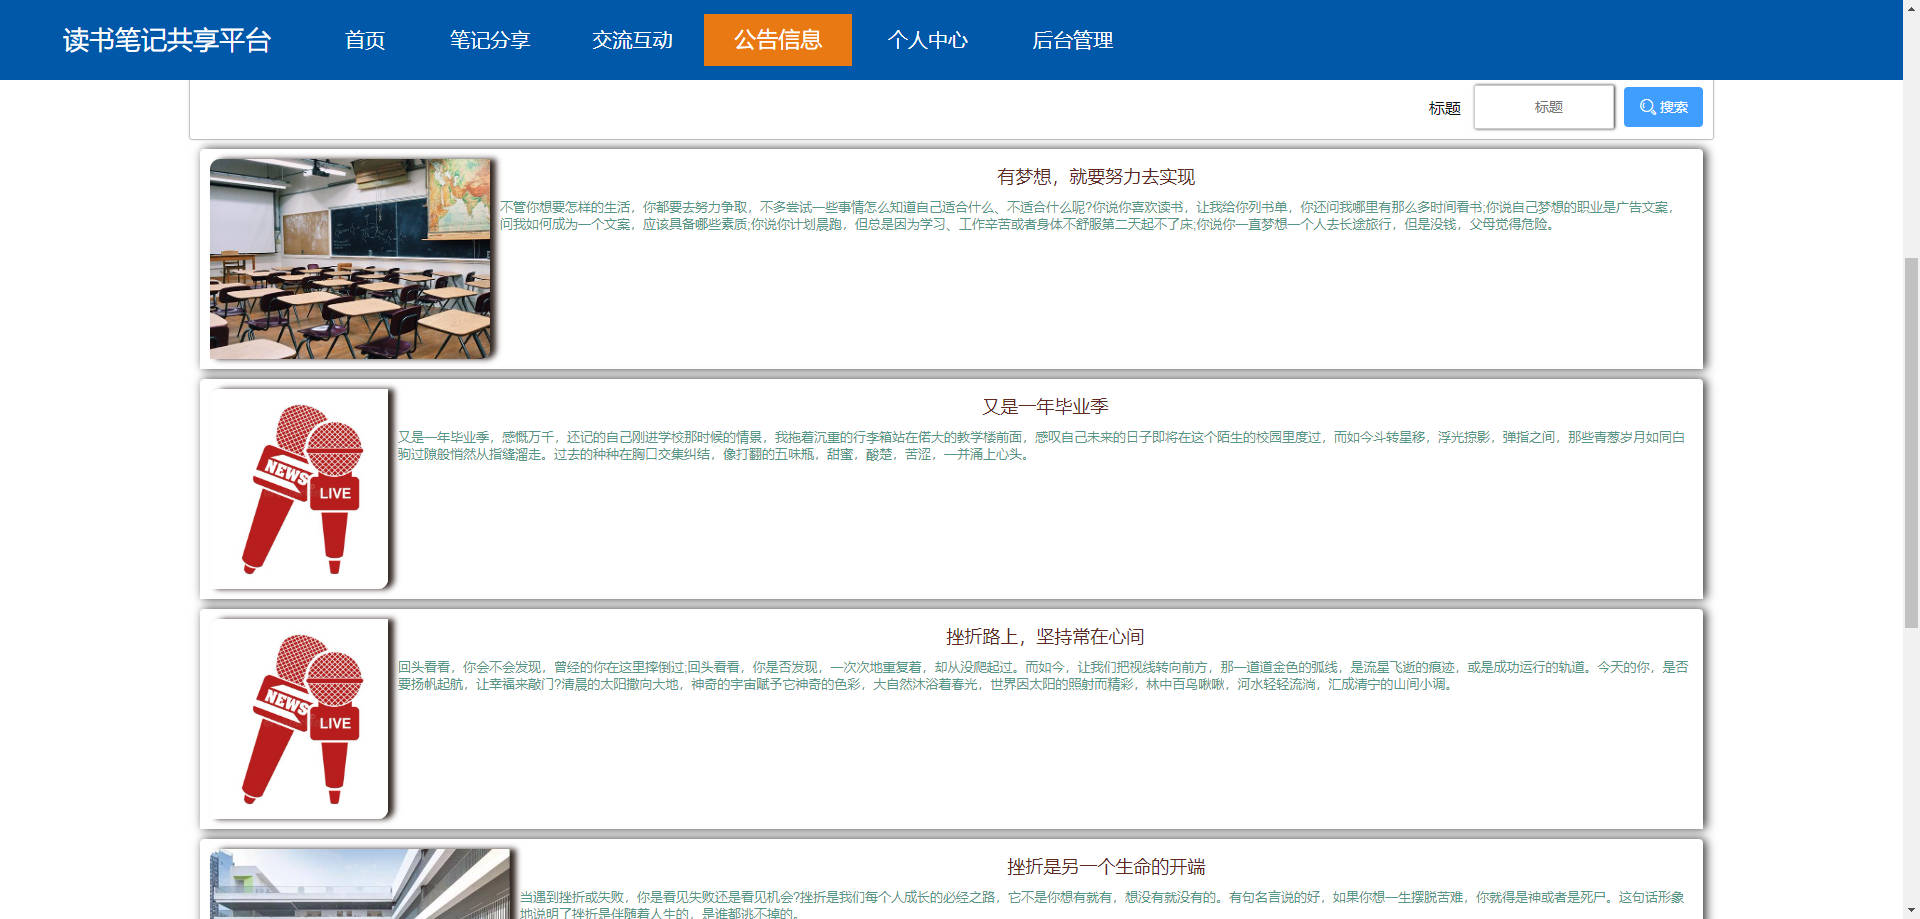 读书笔记共享平台 首页 笔记分享 交流互动 公告信息 个人中心 后台管理
标题 标题 搜索
有梦想，就要努力去实现
不管你想要怎样的生活，你都要去努力争取，不多尝试一些事情怎么知道自己适合什么、不适合什么呢?你说你喜欢读书，让我给你列书单，你还问我哪里有那么多时间看书;你说自己梦想的职业是广告文案，
问我如何成为一个文案，应该具备哪些素质;你说你计划晨跑，但总是因为学习、工作辛苦或者身体不舒服第二天起不了床;你说你一直梦想一个人去长途旅行，但是没钱，父母觉得危险。
又是一年毕业季
又是一年毕业季，感慨万千，还记的自己刚进学校那时候的情景，我拖着沉重的行李箱站在偌大的教学楼前面，感叹自己未来的日子即将在这个陌生的校园里度过，而如今斗转星移，浮光掠影，弹指之间，那些青葱岁月如同白
驹过隙般悄然从指缝溜走。过去的种种在胸口交集纠结，像打翻的五味瓶，甜蜜，酸楚，苦涩，一并涌上心头。
NEWS
LIVE
挫折路上，坚持常在心间
回头看看，你会不会发现，曾经的你在这里摔倒过;回头看看，你是否发现，一次次地重复着，却从没爬起过。而如今，让我们把视线转向前方，那一道道金色的弧线，是流星飞逝的痕迹，或是成功运行的轨道。今天的你，是否
要扬帆起航，让幸福来敲门?清晨的太阳撒向大地，神奇的宇宙赋予它神奇的色彩，大自然沐浴着春光，世界因太阳的照射而精彩，林中百鸟啾啾，河水轻轻流淌，汇成清宁的山间小调。
NEWS
LIVE
挫折是另一个生命的开端
当遇到挫折或失败，你是看见失败还是看见机会?挫折是我们每个人成长的必经之路，它不是你想有就有，想没有就没有的。有句名言说的好，如果你想一生摆脱苦难，你就得是神或者是死尸。这句话形象
地说明了挫折是伴随着人生的，是谁都逃不掉的。